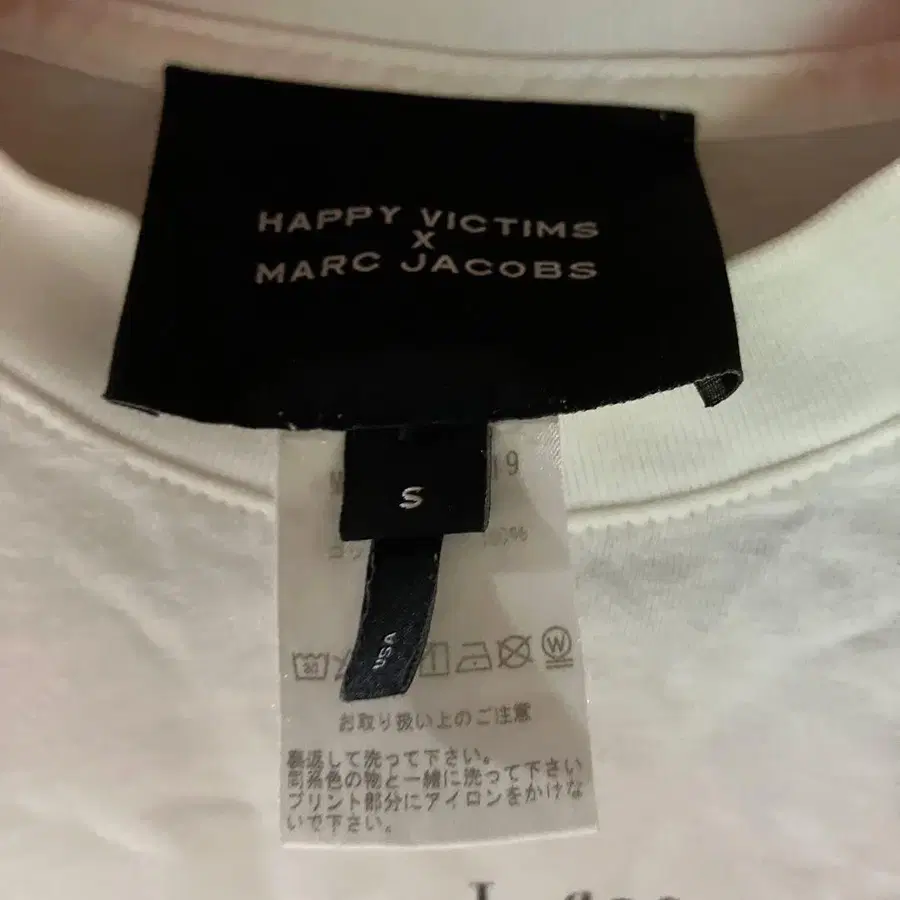 HAPPY VICTIMS
X
MARC JACOBS
S
100%
USA
お取り扱い上のご注意
裏返して洗って下さい。
同系色の物と一緒に洗って下さい
プリント部分にアイロンをかけな
いで下さい。